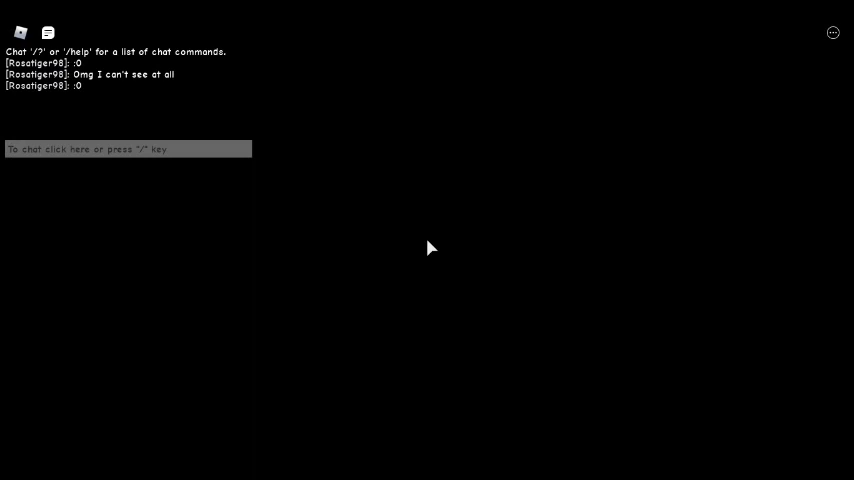 Chat '/?' or '/help' for a list of chat commands.
[Rosatiger98]: :0
[Rosatiger98]: Omg I can't see at all
[Rosatiger98]: :0
To chat click here or press "/" key